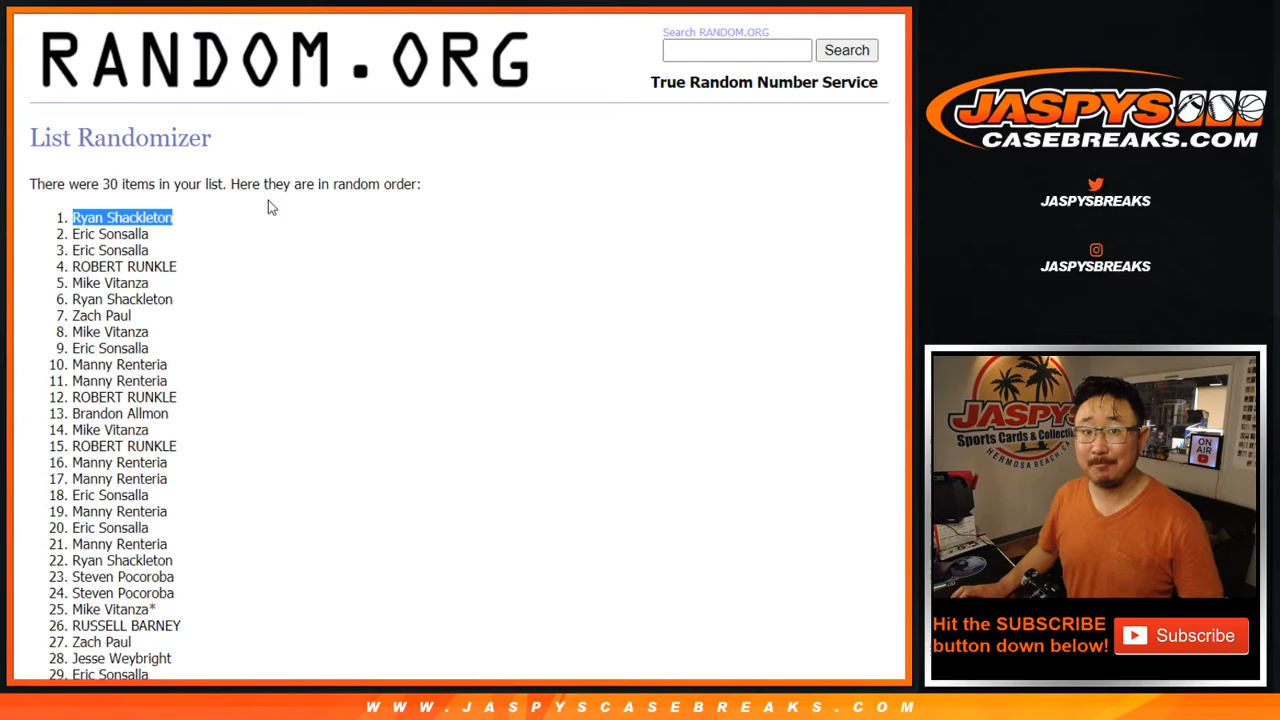 RANDOM.ORG
Search RANDOM.ORG
Search
True Random Number Service
List Randomizer
There were 30 items in your list. Here they are in random order:
1. Ryan Shackleton
2. Eric Sonsalla
3. Eric Sonsalla
4. ROBERT RUNKLE
5. Mike Vitanza
6. Ryan Shackleton
7. Zach Paul
8. Mike Vitanza
9. Eric Sonsalla
10. Manny Renteria
11. Manny Renteria
12. ROBERT RUNKLE
13. Brandon Allmon
14. Mike Vitanza
15. ROBERT RUNKLE
16. Manny Renteria
17. Manny Renteria
18. Eric Sonsalla
19. Manny Renteria
20. Eric Sonsalla
21. Manny Renteria
22. Ryan Shackleton
23. Steven Pocoroba
24. Steven Pocoroba
25. Mike Vitanza*
26. RUSSELL BARNEY
27. Zach Paul
28. Jesse Weybright
29. Eric Sonsalla
JASPYS
CASEBREAKS.COM
JASPYSBREAKS
JASPYSBREAKS
JASPYS
Sports Cards & Collectib
HERMOSA BEACH, CA
ON
AIR
Hit the SUBSCRIBE
button down below!
Subscribe
WWW.JASPYSCASEBREAKS.COM